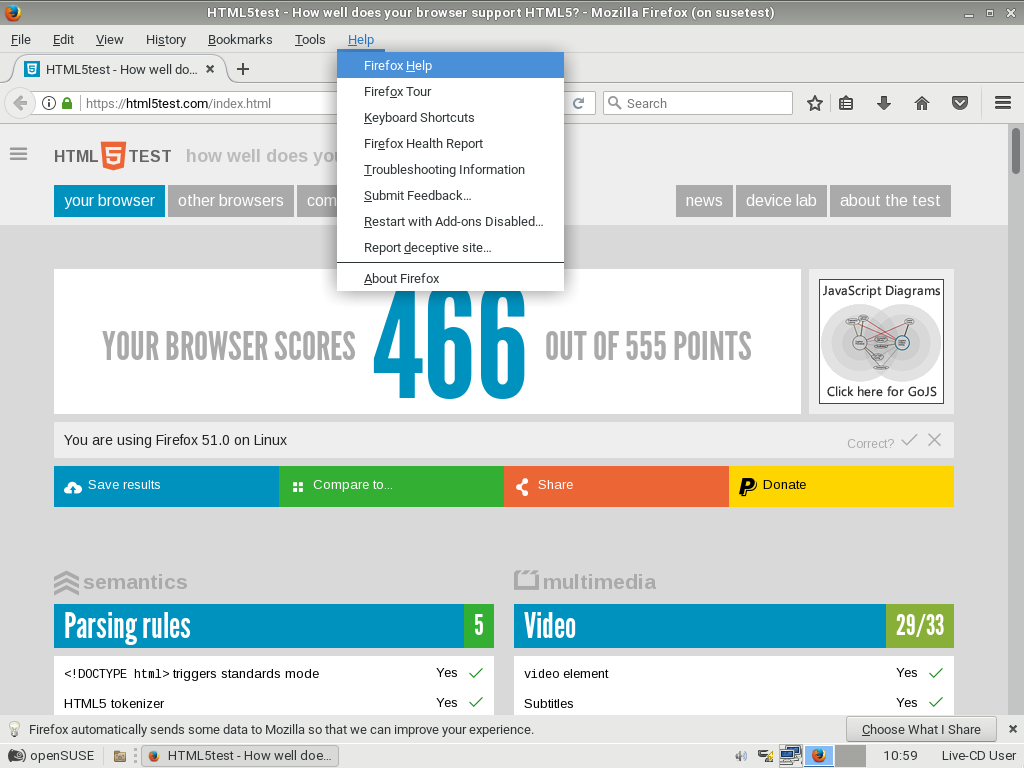 HTML5test - How well does your browser support HTML5? - Mozilla Firefox (on susetest)
File Edit View History Bookmarks Tools Help
HTML5test - How well do...
https://html5test.com/index.html
Search
Firefox Help
Firefox Tour
Keyboard Shortcuts
Firefox Health Report
Troubleshooting Information
Submit Feedback...
Restart with Add-ons Disabled...
Report deceptive site...
About Firefox
HTML5TEST how well does you
your browser other browsers com news device lab about the test
YOUR BROWSER SCORES 466 OUT OF 555 POINTS
JavaScript Diagrams
Click here for GoJS
You are using Firefox 51.0 on Linux
Correct?
Save results Compare to... Share Donate
semantics
Parsing rules 5
<!DOCTYPE html> triggers standards mode Yes
HTML5 tokenizer Yes
multimedia
Video 29/33
video element Yes
Subtitles Yes
Firefox automatically sends some data to Mozilla so that we can improve your experience. Choose What I Share
openSUSE HTML5test - How well doe... 10:59 Live-CD User